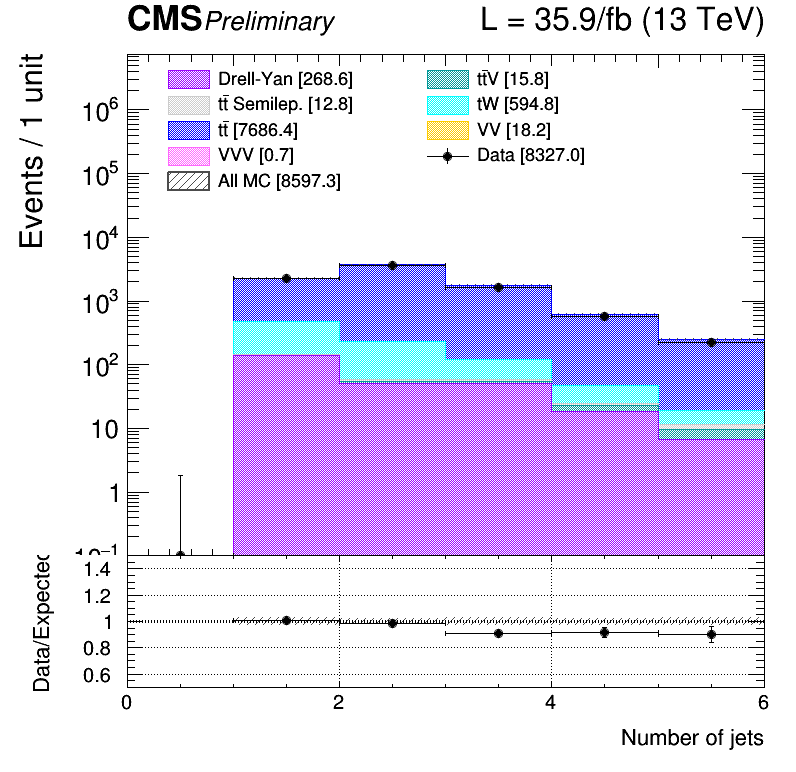 CMS Preliminary L = 35.9/fb (13 TeV)
Events / 1 unit
Drell-Yan [268.6]
tt̄ Semilep. [12.8]
tt̄ [7686.4]
VVV [0.7]
All MC [8597.3]
tt̄V [15.8]
tW [594.8]
VV [18.2]
Data [8327.0]
10⁶
10⁵
10⁴
10³
10²
10
1
10⁻¹
Data/Expected
1.4
1.2
1
0.8
0.6
0 2 4 6
Number of jets